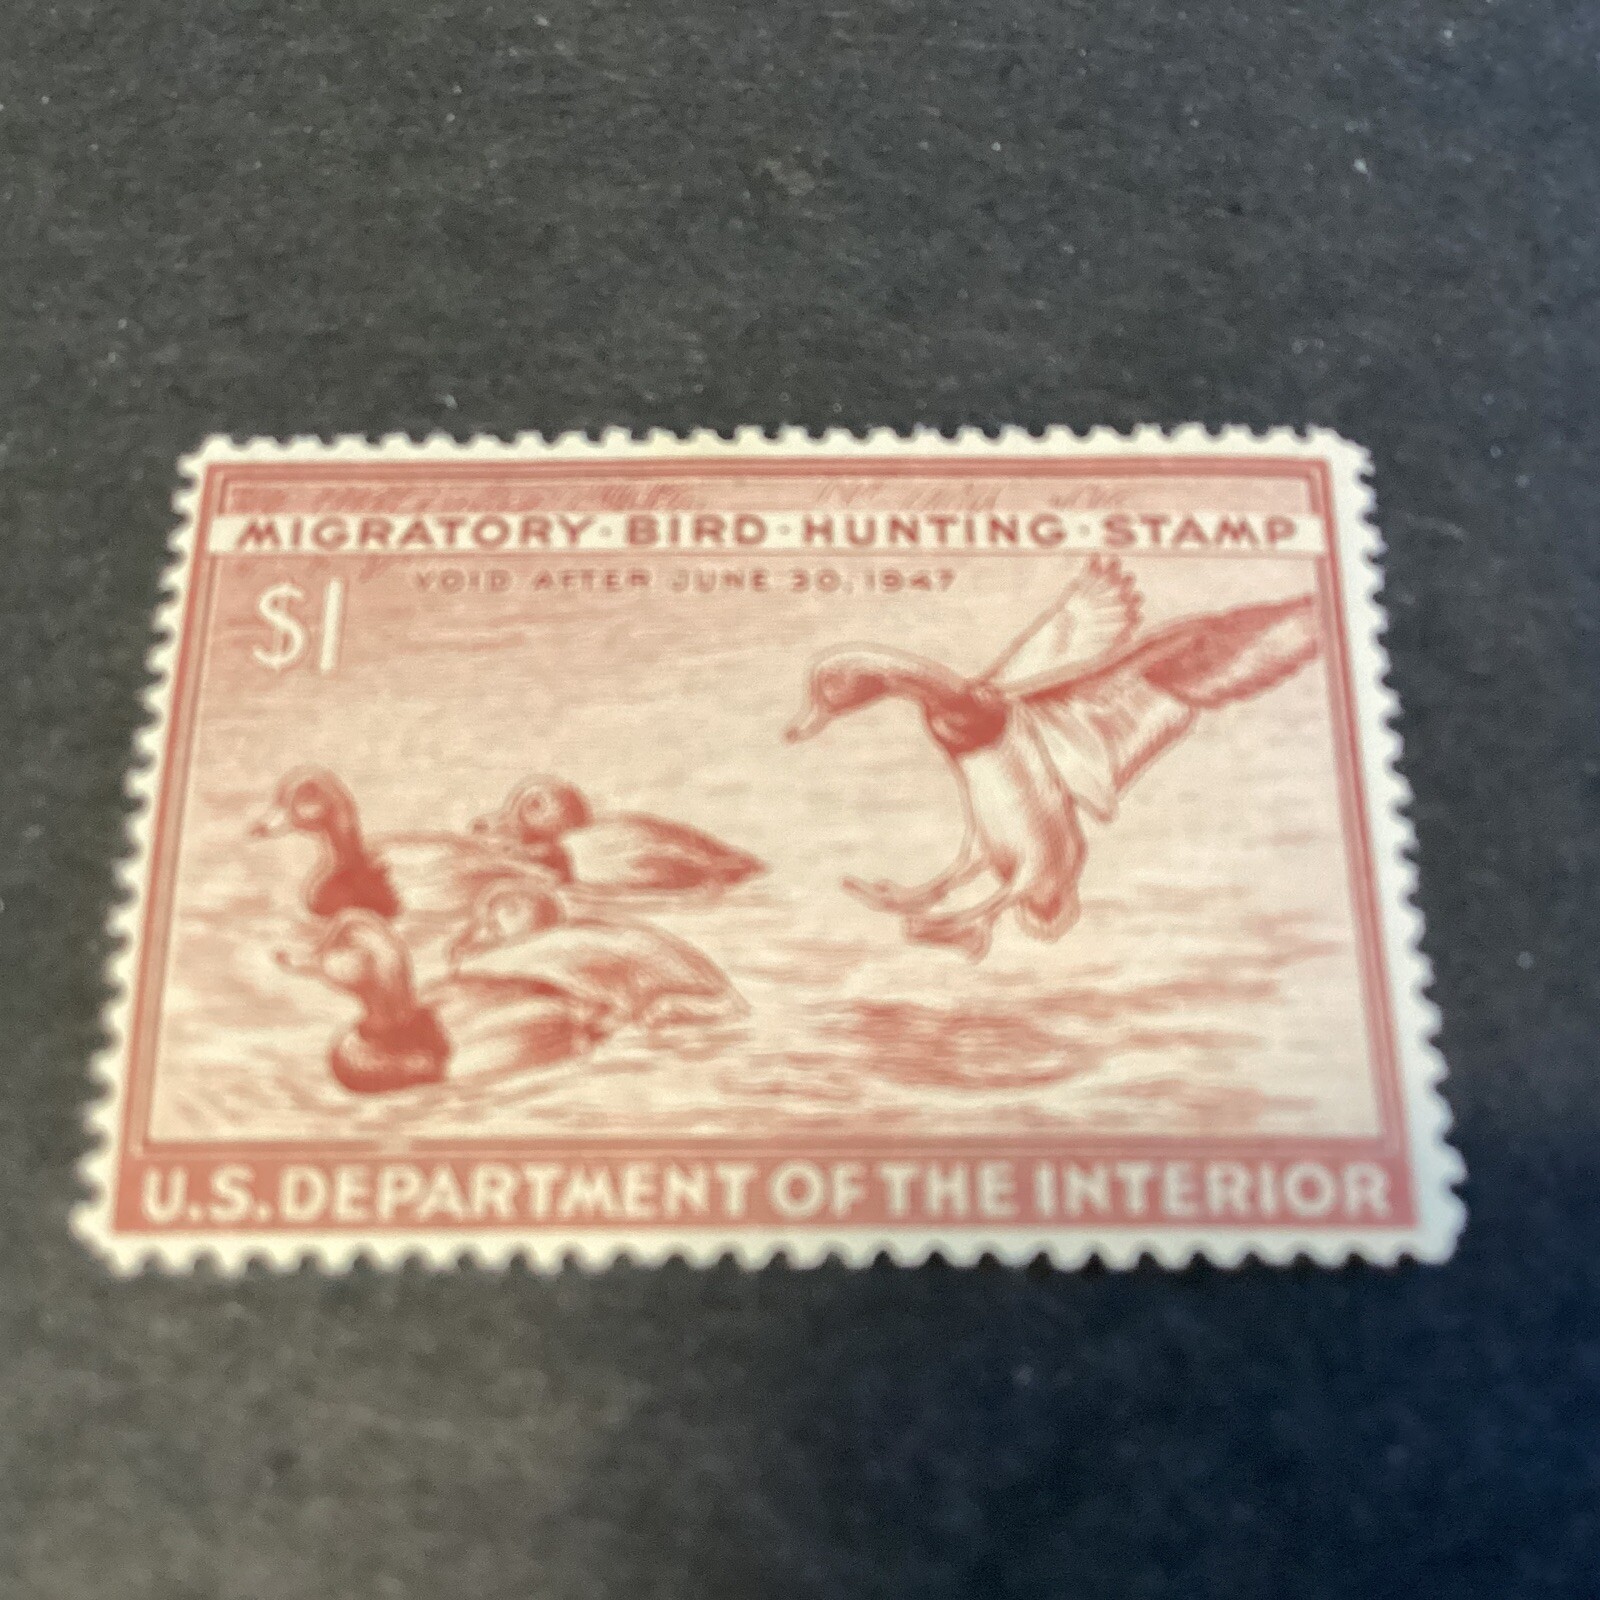 MIGRATORY · BIRD · HUNTING · STAMP
VOID AFTER JUNE 30, 1947
$1
U.S. DEPARTMENT OF THE INTERIOR